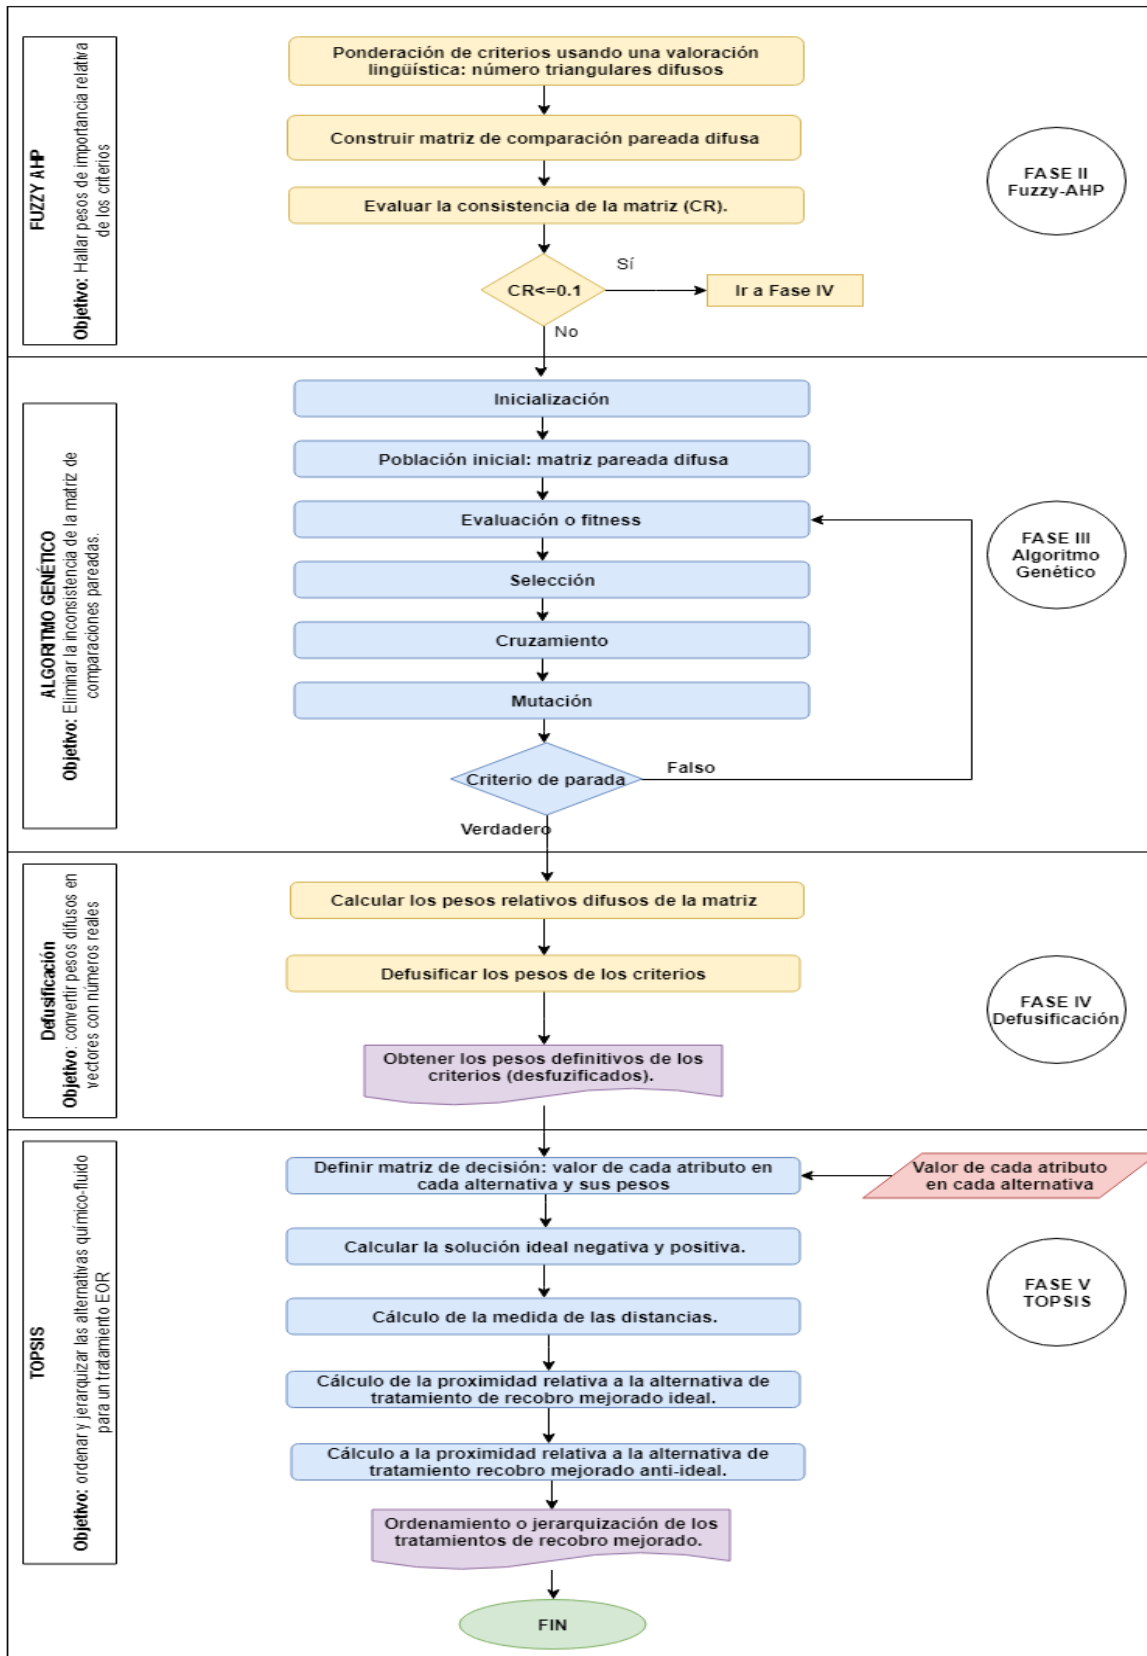 FUZZY AHP
Objetivo: Hallar pesos de importancia relativa
de los criterios
Ponderación de criterios usando una valoración
lingüística: número triangulares difusos
Construir matriz de comparación pareada difusa
Evaluar la consistencia de la matriz (CR).
CR<=0.1
Sí
Ir a Fase IV
No
FASE II
Fuzzy-AHP
ALGORITMO GENÉTICO
Objetivo: Eliminar la inconsistencia de la matriz de
comparaciones pareadas.
Inicialización
Población inicial: matriz pareada difusa
Evaluación o fitness
Selección
Cruzamiento
Mutación
Criterio de parada
Falso
Verdadero
FASE III
Algoritmo
Genético
Defusificación
Objetivo: convertir pesos difusos en
vectores con números reales
Calcular los pesos relativos difusos de la matriz
Defusificar los pesos de los criterios
Obtener los pesos definitivos de los
criterios (desfuzificados).
FASE IV
Defusificación
TOPSIS
Objetivo: ordenar y jerarquizar las alternativas químico-fluido
para un tratamiento EOR
Definir matriz de decisión: valor de cada atributo en
cada alternativa y sus pesos
Valor de cada atributo
en cada alternativa
Calcular la solución ideal negativa y positiva.
Cálculo de la medida de las distancias.
Cálculo de la proximidad relativa a la alternativa de
tratamiento de recobro mejorado ideal.
Cálculo a la proximidad relativa a la alternativa de
tratamiento recobro mejorado anti-ideal.
Ordenamiento o jerarquización de los
tratamientos de recobro mejorado.
FIN
FASE V
TOPSIS